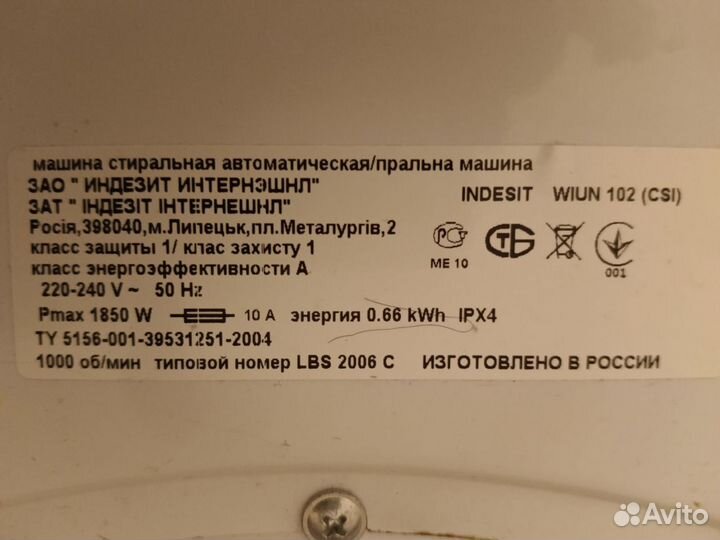 машина стиральная автоматическая/пральна машина
ЗАО " ИНДЕЗИТ ИНТЕРНЭШНЛ"
INDESIT WIUN 102 (CSI)
ЗАТ " ІНДЕЗІТ ІНТЕРНЕШНЛ"
Росія,398040,м.Липецьк,пл.Металургів,2
класс защиты 1/ клас захисту 1
РСТ
МЕ 10
СТБ
001
класс энергоэффективности А
220-240 V ~ 50 Hz
Pmax 1850 W 10 A энергия 0.66 kWh IPX4
ТУ 5156-001-39531251-2004
1000 об/мин типовой номер LBS 2006 C ИЗГОТОВЛЕНО В РОССИИ
Avito